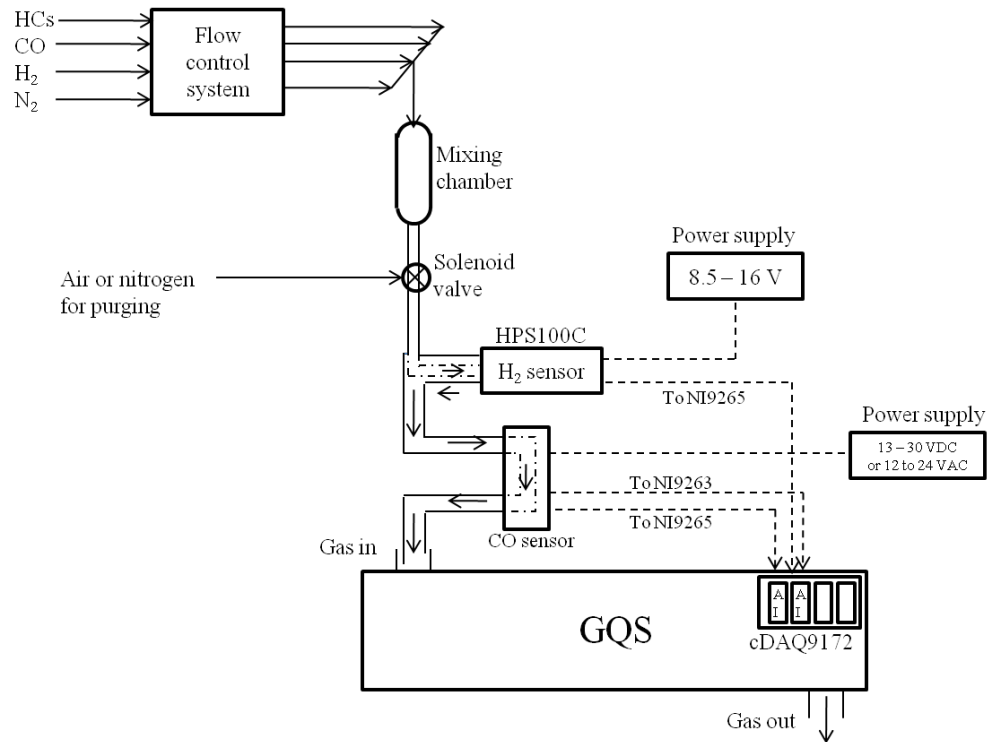 HCs
CO
H2
N2
Flow
control
system
Mixing
chamber
Air or nitrogen
for purging
Solenoid
valve
Power supply
8.5 – 16 V
HPS100C
H2 sensor
To NI9265
Power supply
13 – 30 VDC
or 12 to 24 VAC
To NI9263
To NI9265
CO sensor
Gas in
A
I
A
I
GQS
cDAQ9172
Gas out